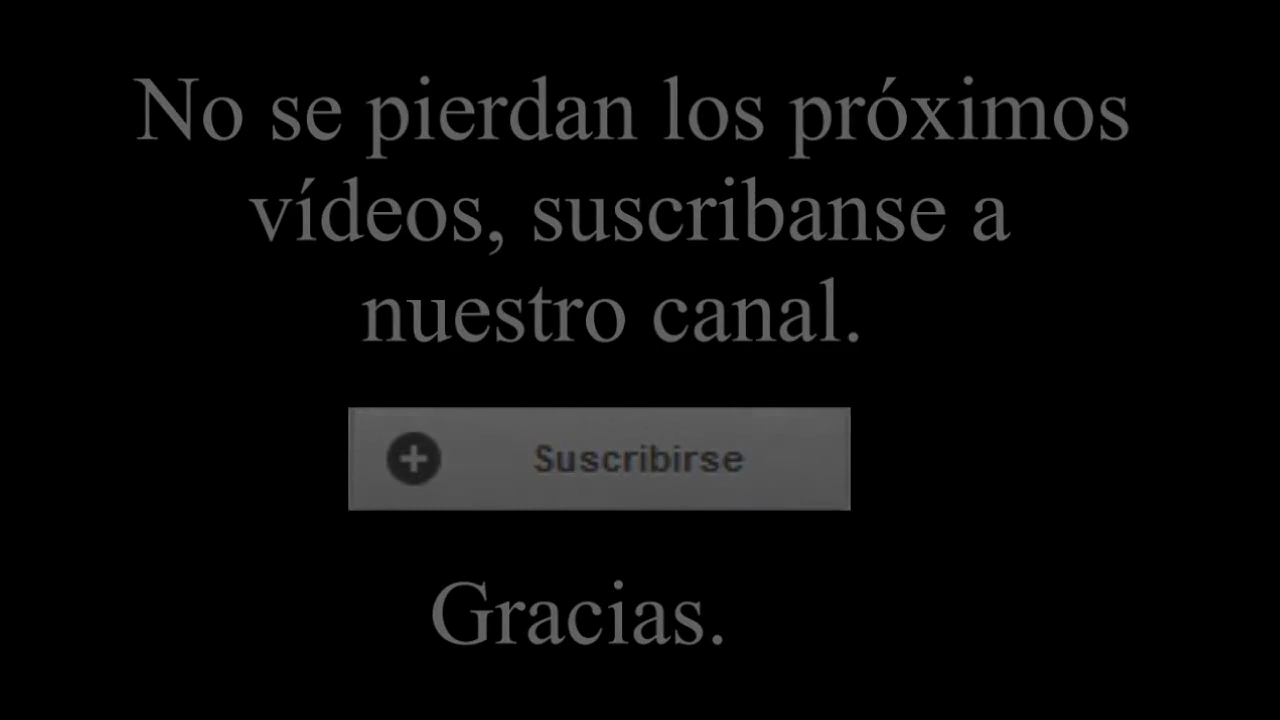 No se pierdan los próximos
vídeos, suscribanse a
nuestro canal.
Suscribirse
Gracias.